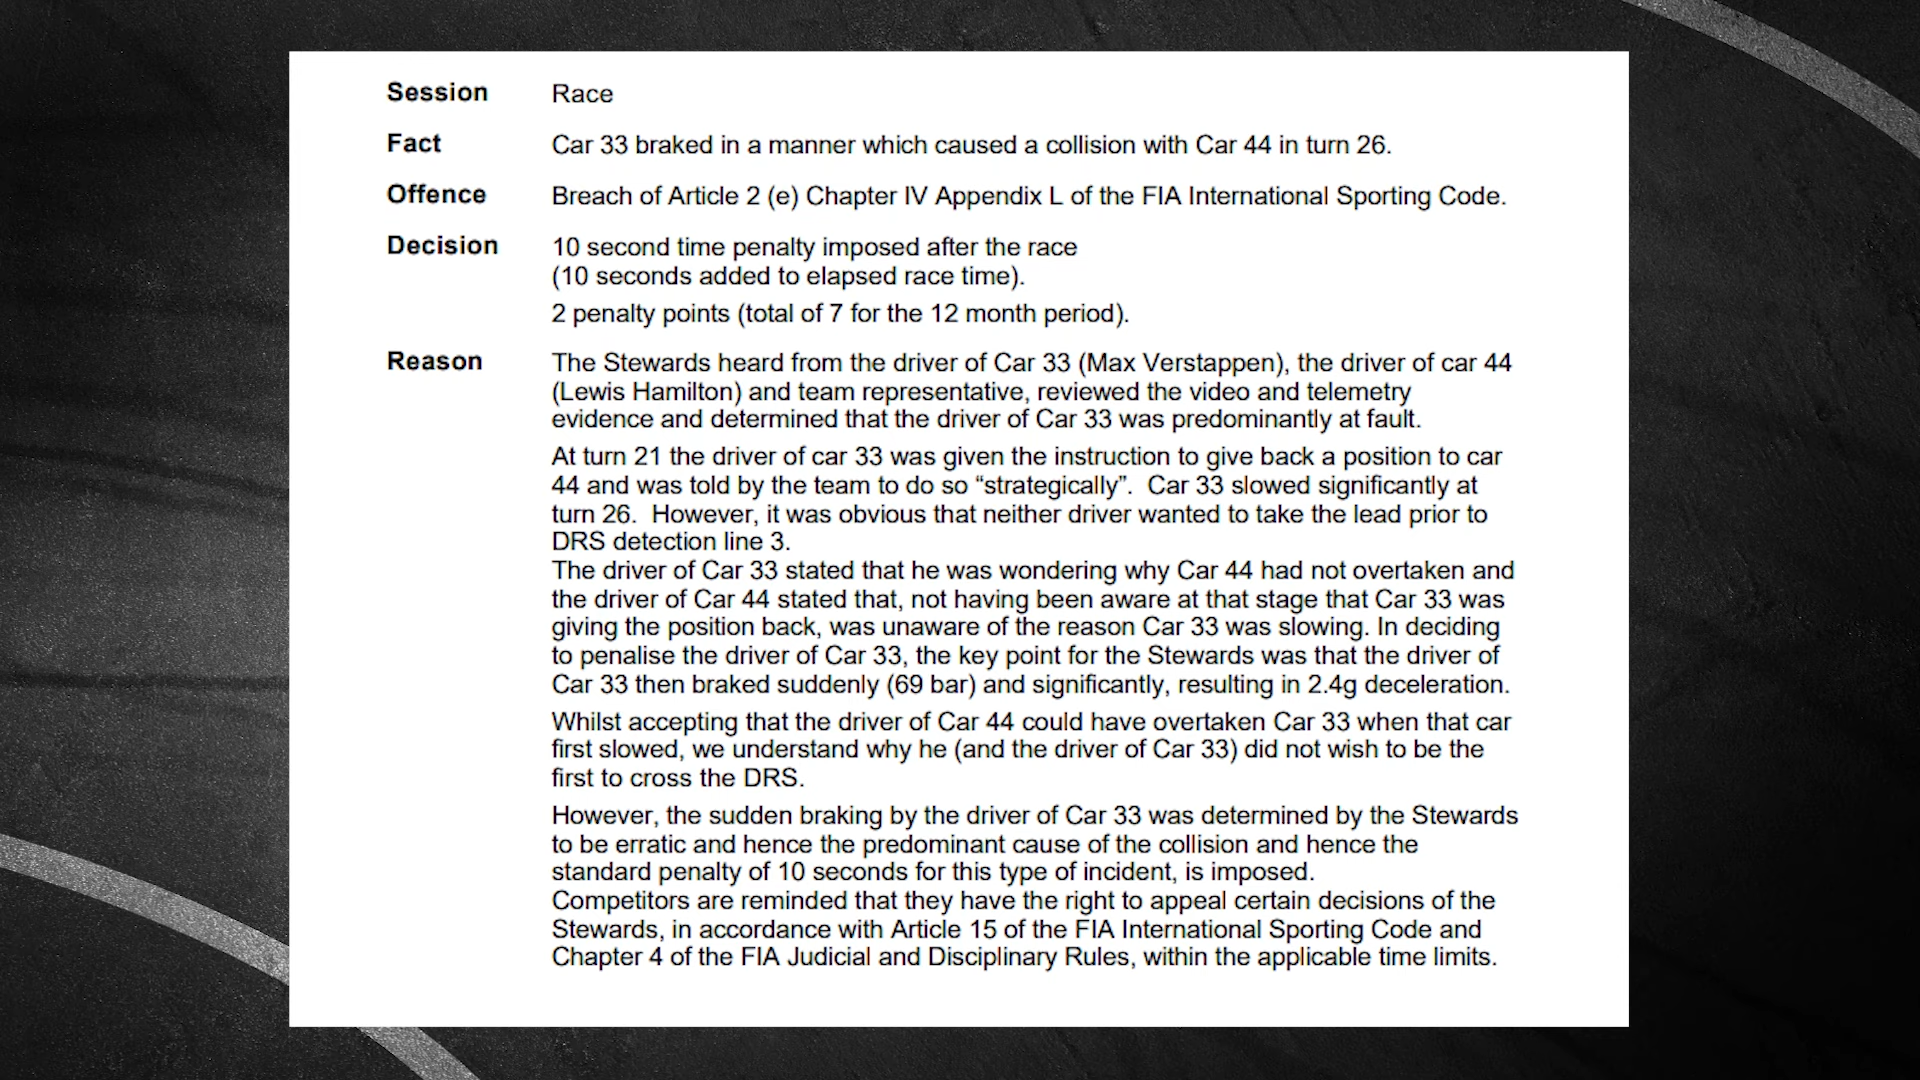 Session Race
Fact Car 33 braked in a manner which caused a collision with Car 44 in turn 26.
Offence Breach of Article 2 (e) Chapter IV Appendix L of the FIA International Sporting Code.
Decision 10 second time penalty imposed after the race
(10 seconds added to elapsed race time).
2 penalty points (total of 7 for the 12 month period).
Reason The Stewards heard from the driver of Car 33 (Max Verstappen), the driver of car 44
(Lewis Hamilton) and team representative, reviewed the video and telemetry
evidence and determined that the driver of Car 33 was predominantly at fault.
At turn 21 the driver of car 33 was given the instruction to give back a position to car
44 and was told by the team to do so “strategically”. Car 33 slowed significantly at
turn 26. However, it was obvious that neither driver wanted to take the lead prior to
DRS detection line 3.
The driver of Car 33 stated that he was wondering why Car 44 had not overtaken and
the driver of Car 44 stated that, not having been aware at that stage that Car 33 was
giving the position back, was unaware of the reason Car 33 was slowing. In deciding
to penalise the driver of Car 33, the key point for the Stewards was that the driver of
Car 33 then braked suddenly (69 bar) and significantly, resulting in 2.4g deceleration.
Whilst accepting that the driver of Car 44 could have overtaken Car 33 when that car
first slowed, we understand why he (and the driver of Car 33) did not wish to be the
first to cross the DRS.
However, the sudden braking by the driver of Car 33 was determined by the Stewards
to be erratic and hence the predominant cause of the collision and hence the
standard penalty of 10 seconds for this type of incident, is imposed.
Competitors are reminded that they have the right to appeal certain decisions of the
Stewards, in accordance with Article 15 of the FIA International Sporting Code and
Chapter 4 of the FIA Judicial and Disciplinary Rules, within the applicable time limits.